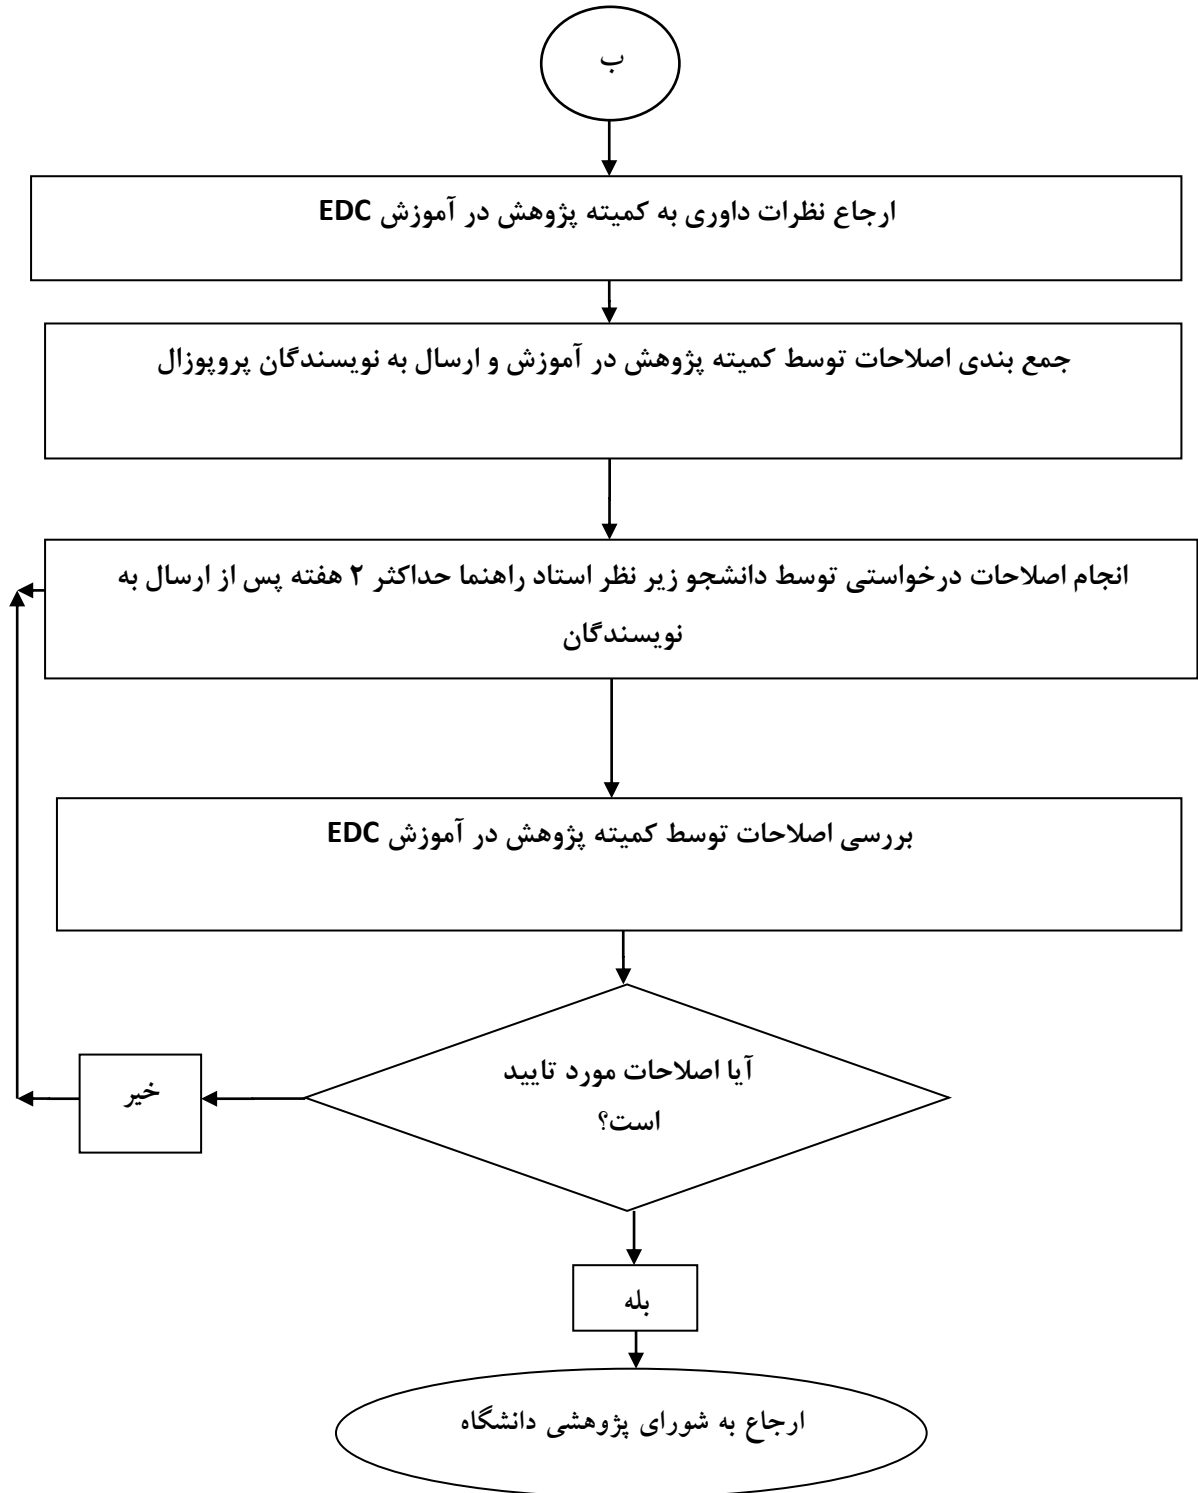 ب
ارجاع نظرات داوری به کمیته پژوهش در آموزش EDC
جمع بندی اصلاحات توسط کمیته پژوهش در آموزش و ارسال به نویسندگان پروپوزال
انجام اصلاحات درخواستی توسط دانشجو زیر نظر استاد راهنما حداکثر ۲ هفته پس از ارسال به
نویسندگان
بررسی اصلاحات توسط کمیته پژوهش در آموزش EDC
آیا اصلاحات مورد تایید
است؟
خیر
بله
ارجاع به شورای پژوهشی دانشگاه